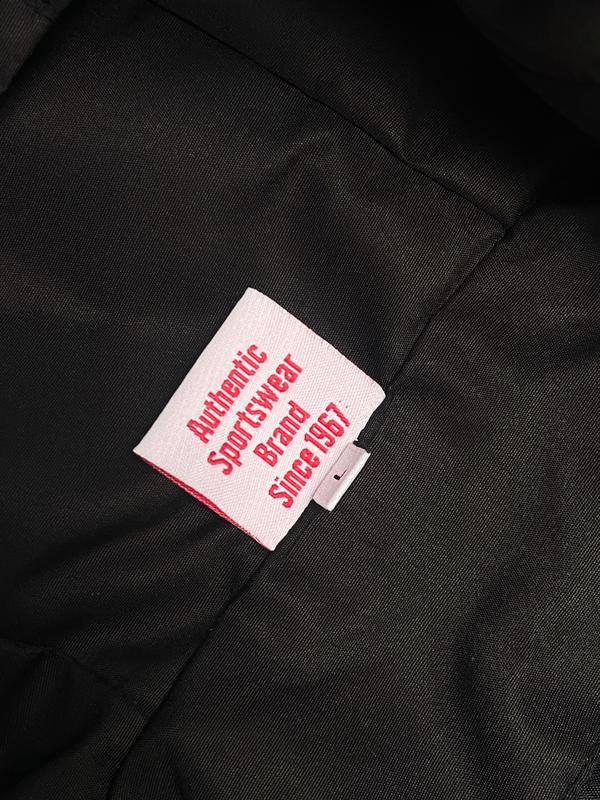 Authentic
Sportswear
Brand
Since 1967
L